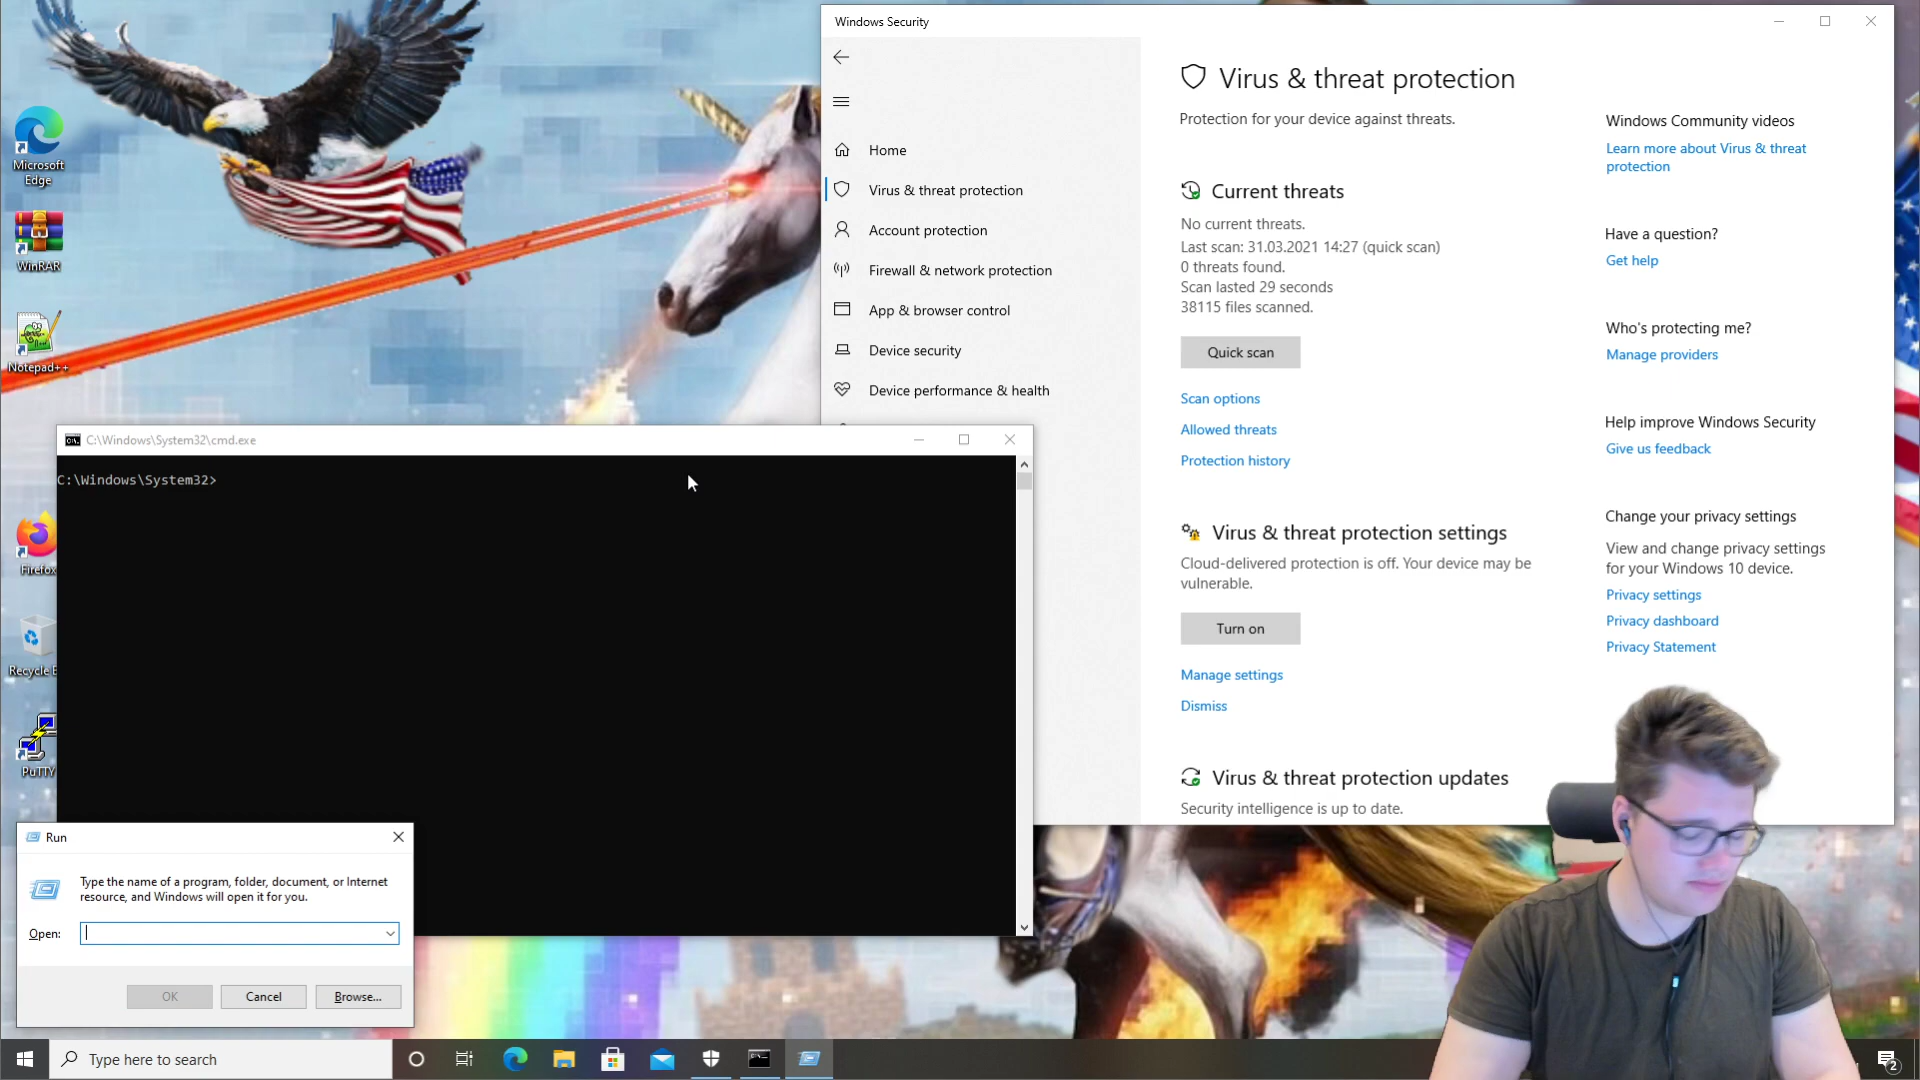 Microsoft
Edge
WinRAR
Notepad++
Firefox
Recycle B
PuTTY
Windows Security
Home
Virus & threat protection
Account protection
Firewall & network protection
App & browser control
Device security
Device performance & health
Virus & threat protection
Protection for your device against threats.
Current threats
No current threats.
Last scan: 31.03.2021 14:27 (quick scan)
0 threats found.
Scan lasted 29 seconds
38115 files scanned.
Quick scan
Scan options
Allowed threats
Protection history
Virus & threat protection settings
Cloud-delivered protection is off. Your device may be
vulnerable.
Turn on
Manage settings
Dismiss
Virus & threat protection updates
Security intelligence is up to date.
Windows Community videos
Learn more about Virus & threat
protection
Have a question?
Get help
Who's protecting me?
Manage providers
Help improve Windows Security
Give us feedback
Change your privacy settings
View and change privacy settings
for your Windows 10 device.
Privacy settings
Privacy dashboard
Privacy Statement
C:\Windows\System32\cmd.exe
C:\Windows\System32>
Run
Type the name of a program, folder, document, or Internet
resource, and Windows will open it for you.
Open:
OK
Cancel
Browse...
Type here to search
2